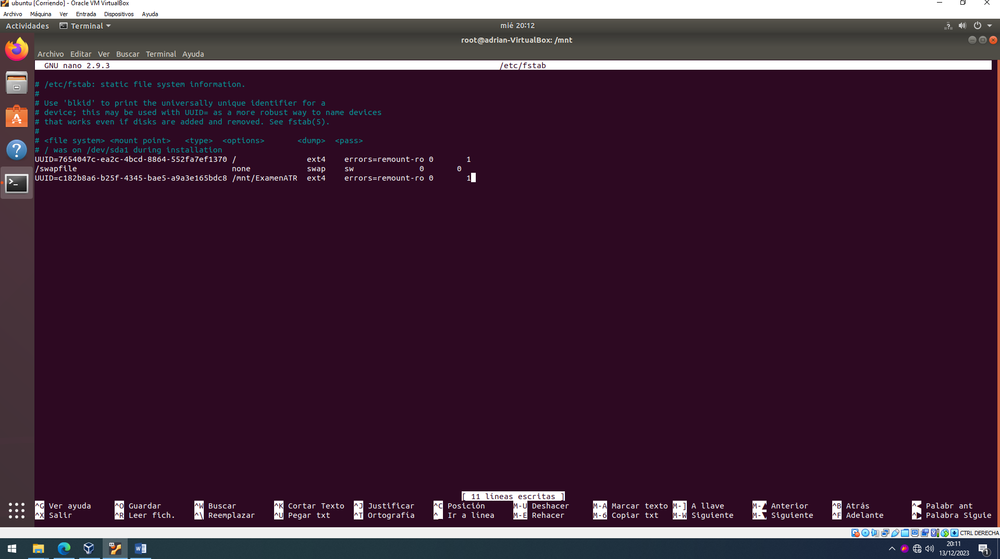 ubuntu [Corriendo] - Oracle VM VirtualBox
Archivo Máquina Ver Entrada Dispositivos Ayuda
Actividades Terminal mié 20:12
root@adrian-VirtualBox: /mnt
Archivo Editar Ver Buscar Terminal Ayuda
GNU nano 2.9.3 /etc/fstab
# /etc/fstab: static file system information.
#
# Use 'blkid' to print the universally unique identifier for a
# device; this may be used with UUID= as a more robust way to name devices
# that works even if disks are added and removed. See fstab(5).
#
# <file system> <mount point>   <type>  <options>       <dump>  <pass>
# / was on /dev/sda1 during installation
UUID=7654047c-ea2c-4bcd-8864-552fa7ef1370 /               ext4    errors=remount-ro 0       1
/swapfile                                 none            swap    sw              0       0
UUID=c182b8a6-b25f-4345-bae5-a9a3e165bdc8 /mnt/ExamenATR  ext4    errors=remount-ro 0       1
[ 11 líneas escritas ]
^G Ver ayuda ^O Guardar ^W Buscar ^K Cortar Texto ^J Justificar ^C Posición M-U Deshacer M-A Marcar texto M-] A llave M-▲ Anterior ^B Atrás ^◀ Palabr ant
^X Salir ^R Leer fich. ^\ Reemplazar ^U Pegar txt ^T Ortografía ^_ Ir a línea M-E Rehacer M-6 Copiar txt M-W Siguiente M-▼ Siguiente ^F Adelante ^▶ Palabra Siguie
CTRL DERECHA
20:11
13/12/2023
1